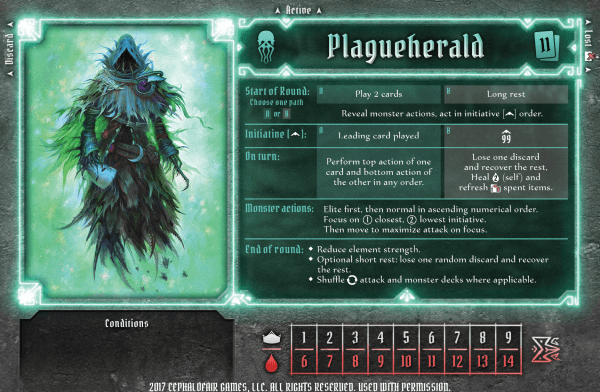 Active
Discard
Lost
Plagueherald
11
Start of Round:
Choose one path
A or B
A Play 2 cards
B Long rest
Reveal monster actions, act in initiative [ ] order.
Initiative [ ]:
A Leading card played
B 99
On turn:
Perform top action of one
card and bottom action of
the other in any order.
Lose one discard
and recover the rest.
Heal 2 (self) and
refresh spent items.
Monster actions:
Elite first, then normal in ascending numerical order.
Focus on ① closest, ② lowest initiative.
Then move to maximize attack on focus.
End of round:
◆ Reduce element strength.
◆ Optional short rest: lose one random discard and recover
the rest.
◆ Shuffle attack and monster decks where applicable.
Conditions
1 2 3 4 5 6 7 8 9
6 7 8 9 10 11 12 13 14
2017 CEPHALOFAIR GAMES, LLC. ALL RIGHTS RESERVED. USED WITH PERMISSION.